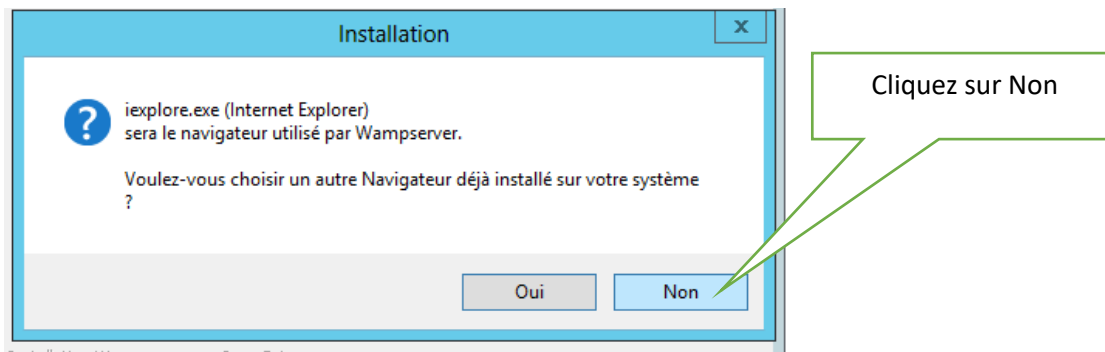 Installation
x
Cliquez sur Non
?
iexplore.exe (Internet Explorer)
sera le navigateur utilisé par Wampserver.
Voulez-vous choisir un autre Navigateur déjà installé sur votre système
?
Oui
Non